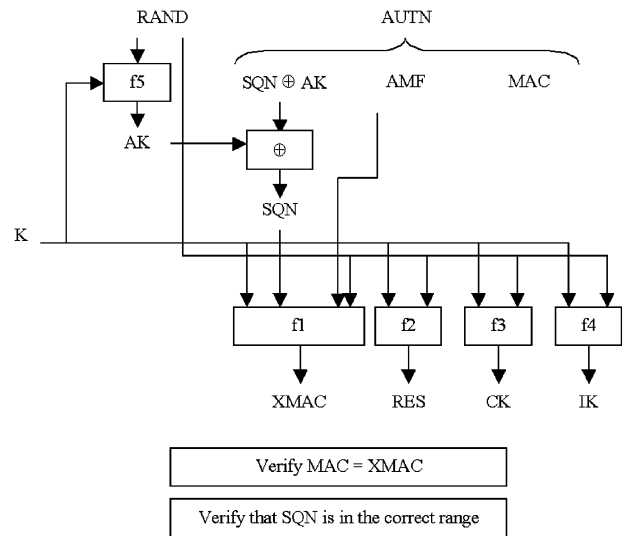 RAND AUTN
f5 SQN ⊕ AK AMF MAC
AK ⊕
SQN
K
f1 f2 f3 f4
XMAC RES CK IK
Verify MAC = XMAC
Verify that SQN is in the correct range